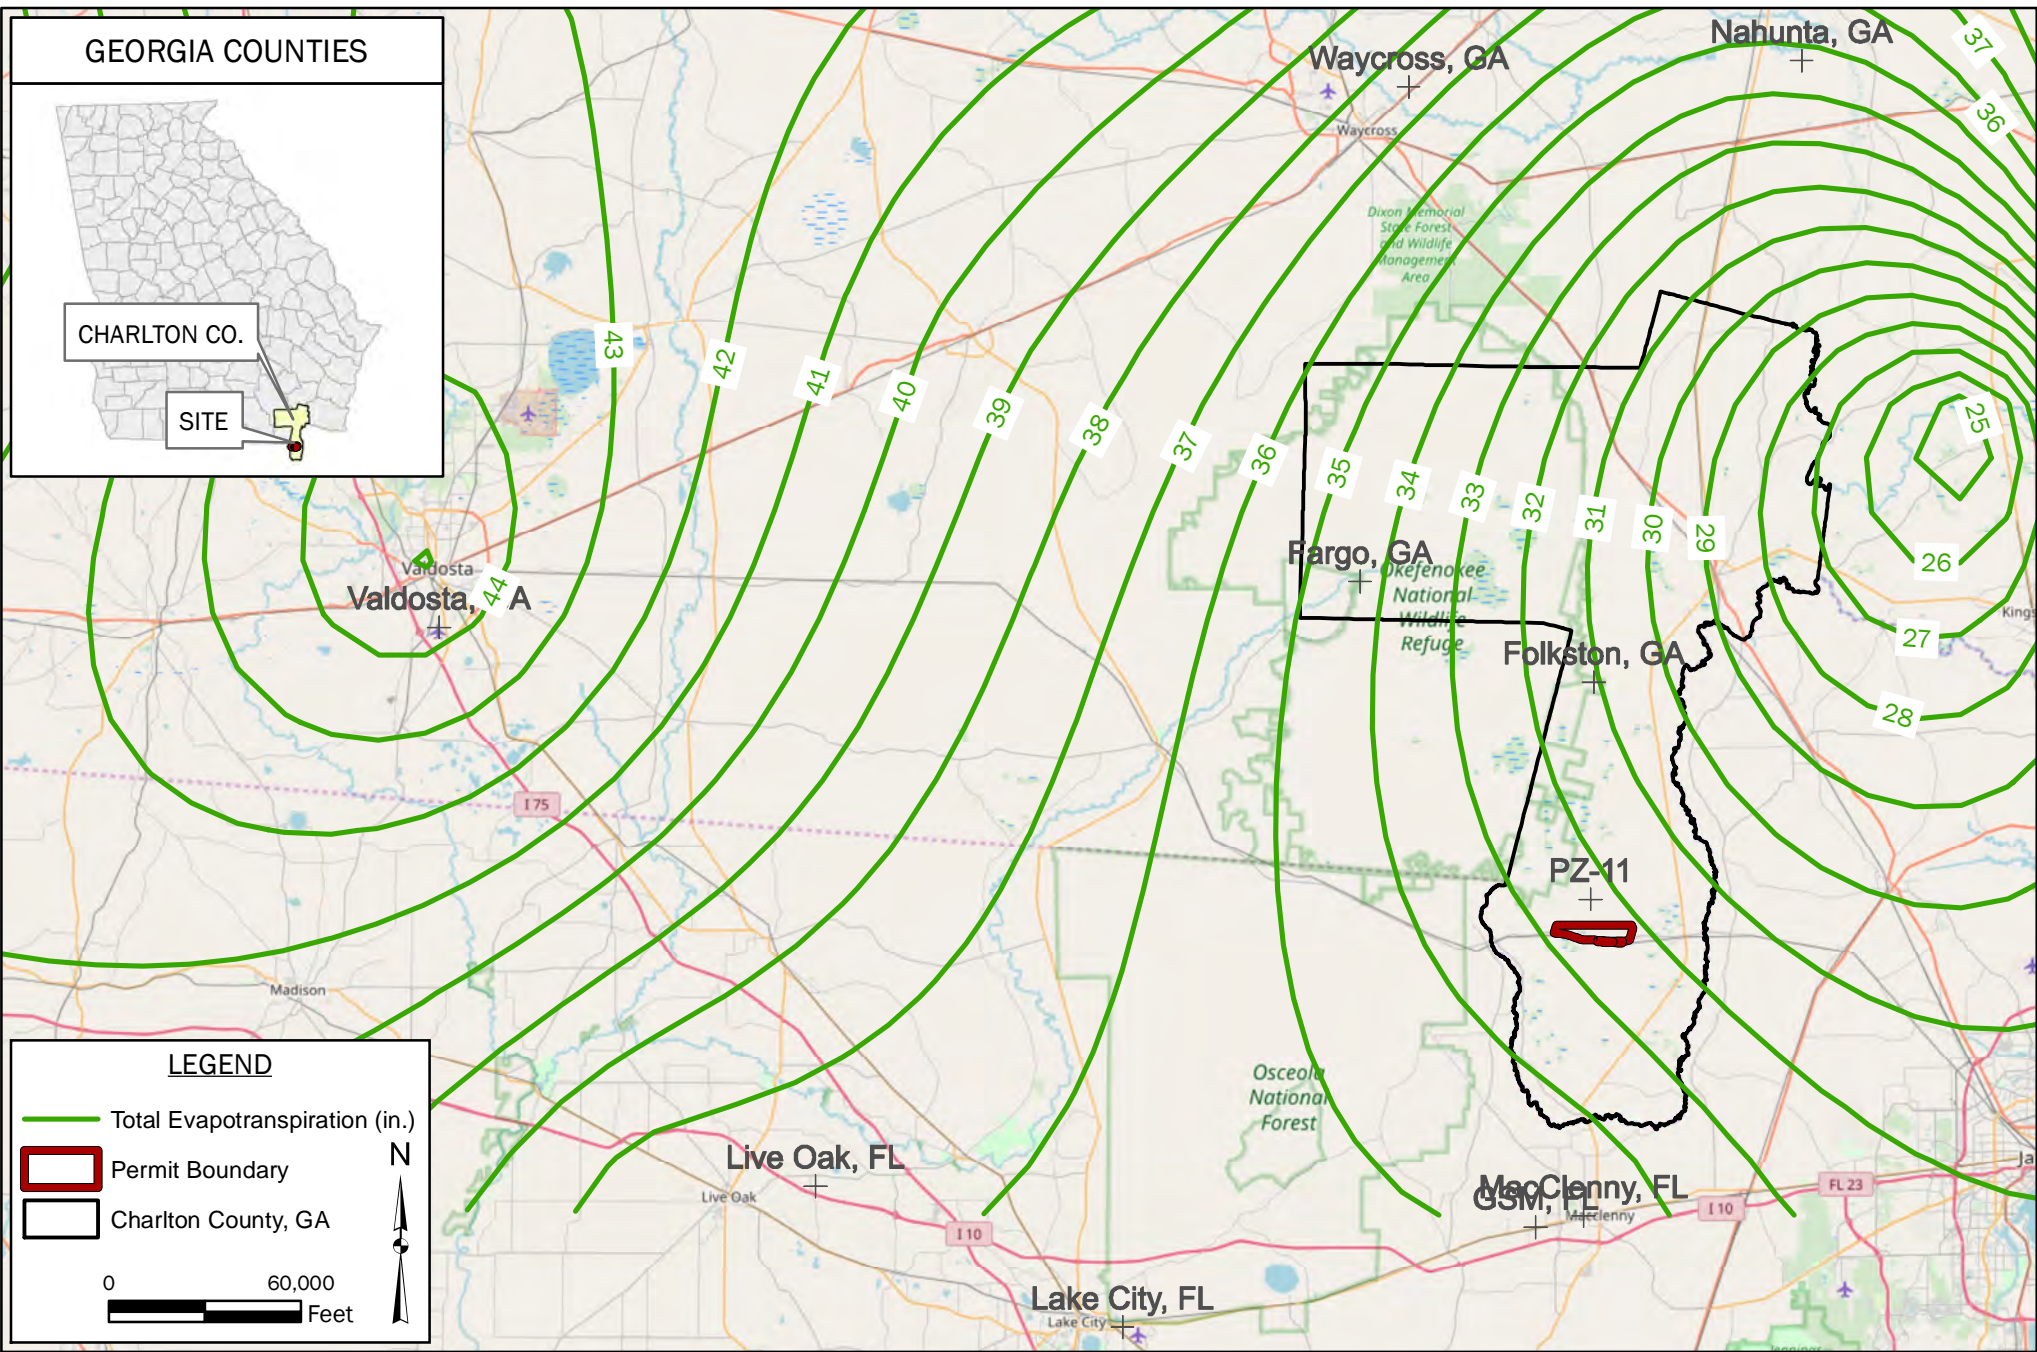 GEORGIA COUNTIES
CHARLTON CO.
SITE
Waycross, GA
Nahunta, GA
Waycross
37
36
Dixon Memorial
State Forest
and Wildlife
Management
Area
43
42
41
40
39
38
37
36
35
34
33
32
31
30
29
25
26
27
28
44
Valdosta
Valdosta, A
Fargo, GA
Okefenokee
National
Wildlife
Refuge
Folkston, GA
Kings
I 75
PZ-11
Madison
Osceola
National
Forest
Live Oak, FL
Live Oak
MacClenny, FL
GSM, FL
Macclenny
FL 23
I 10
I 10
Ja
Lake City, FL
Lake City
Jennings
LEGEND
Total Evapotranspiration (in.)
Permit Boundary
Charlton County, GA
N
0 60,000
Feet